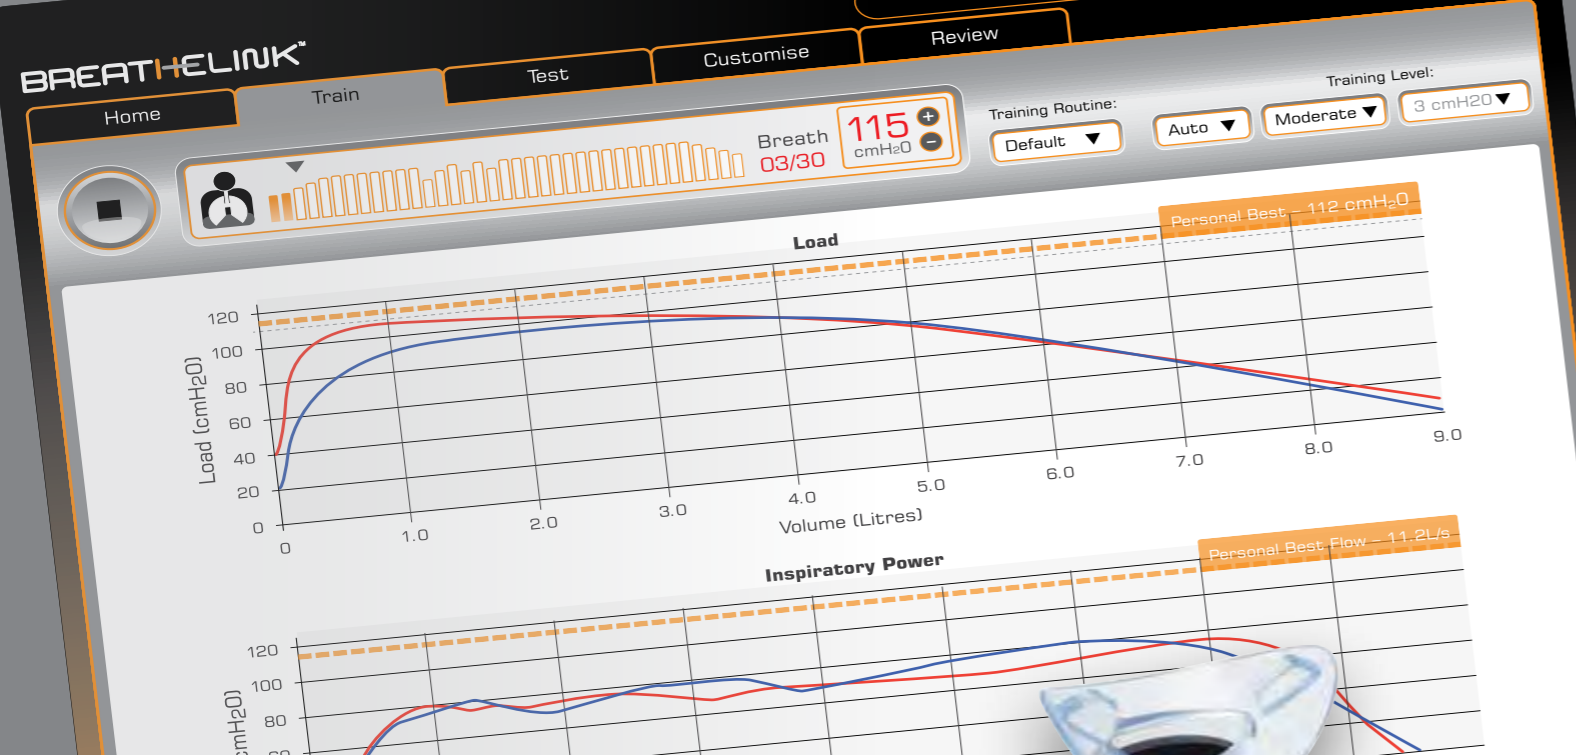 BREATHELINK™
Home
Train
Test
Customise
Review
Breath
03/30
115
cmH₂O
Training Routine:
Default
Training Level:
Auto
Moderate
3 cmH2O
Load
Personal Best – 112 cmH₂O
Load (cmH2O)
120
100
80
60
40
20
0
0
1.0
2.0
3.0
4.0
5.0
6.0
7.0
8.0
9.0
Volume (Litres)
Inspiratory Power
Personal Best Flow – 11.2L/s
cmH2O)
120
100
80